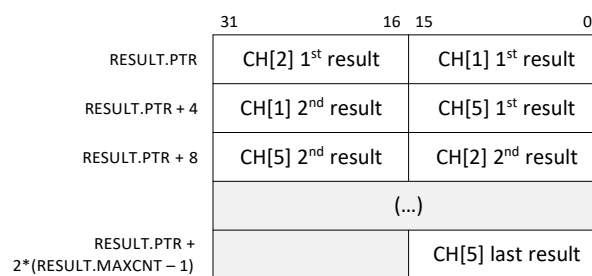 31 16 15 0
RESULT.PTR CH[2] 1st result CH[1] 1st result
RESULT.PTR + 4 CH[1] 2nd result CH[5] 1st result
RESULT.PTR + 8 CH[5] 2nd result CH[2] 2nd result
(...)
RESULT.PTR +
2*(RESULT.MAXCNT – 1) CH[5] last result